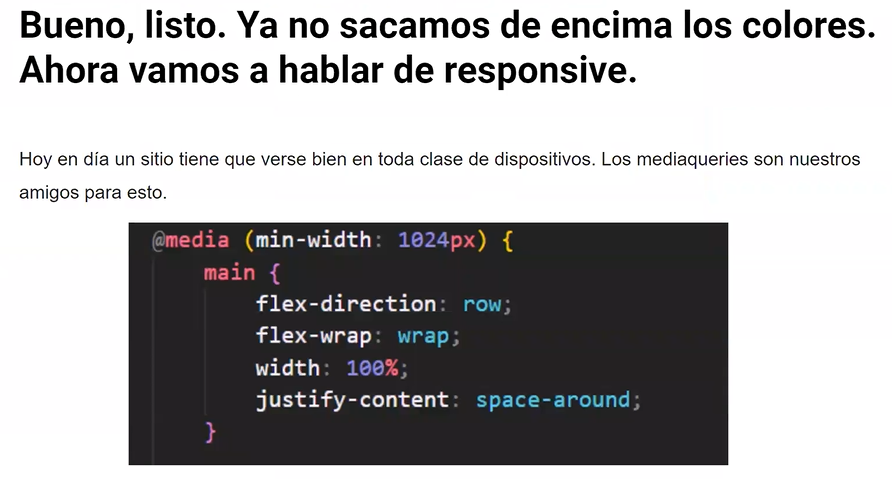 Bueno, listo. Ya no sacamos de encima los colores.
Ahora vamos a hablar de responsive.
Hoy en día un sitio tiene que verse bien en toda clase de dispositivos. Los mediaqueries son nuestros
amigos para esto.
@media (min-width: 1024px) {
    main {
        flex-direction: row;
        flex-wrap: wrap;
        width: 100%;
        justify-content: space-around;
    }